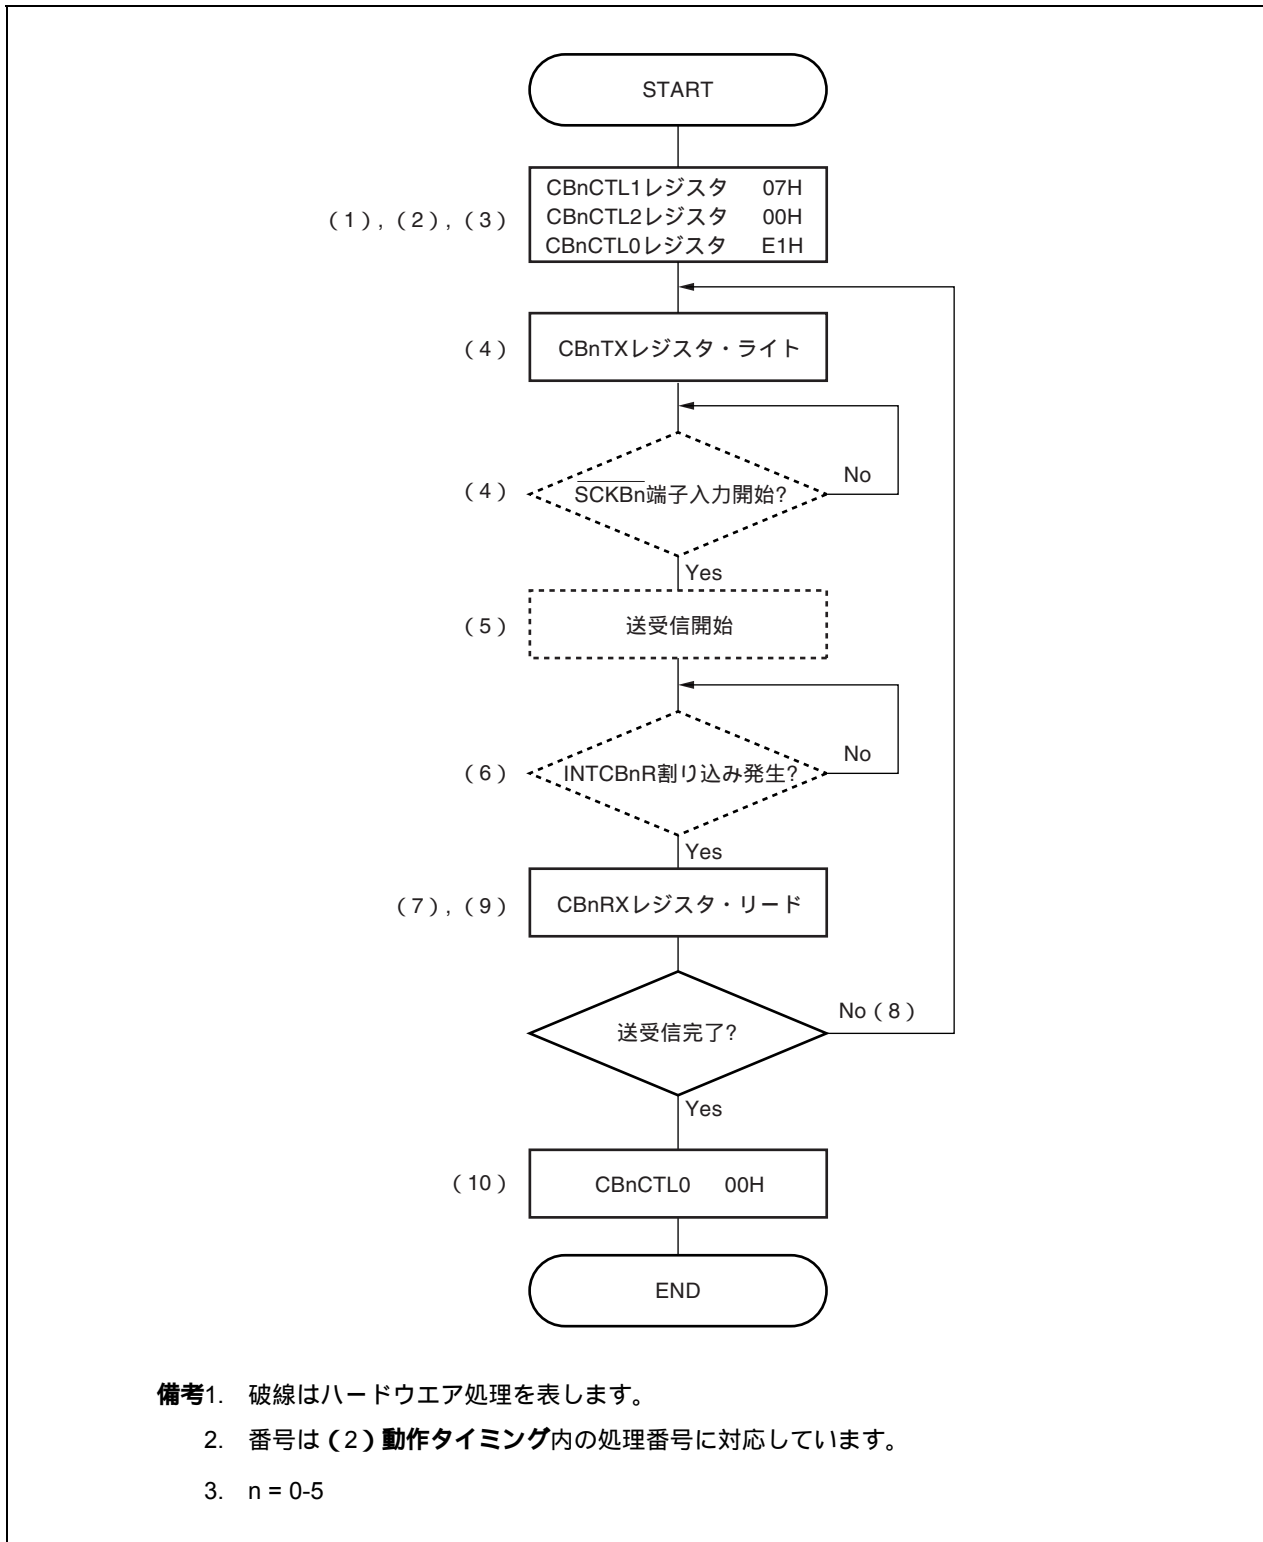 START
(1),(2),(3)
CBnCTL1レジスタ 07H
CBnCTL2レジスタ 00H
CBnCTL0レジスタ E1H
(4) CBnTXレジスタ・ライト
(4) SCKBn端子入力開始? No
Yes
(5) 送受信開始
(6) INTCBnR割り込み発生? No
Yes
(7),(9) CBnRXレジスタ・リード
送受信完了? No(8)
Yes
(10) CBnCTL0 00H
END
備考1. 破線はハードウエア処理を表します。
2. 番号は(2)動作タイミング内の処理番号に対応しています。
3. n = 0-5